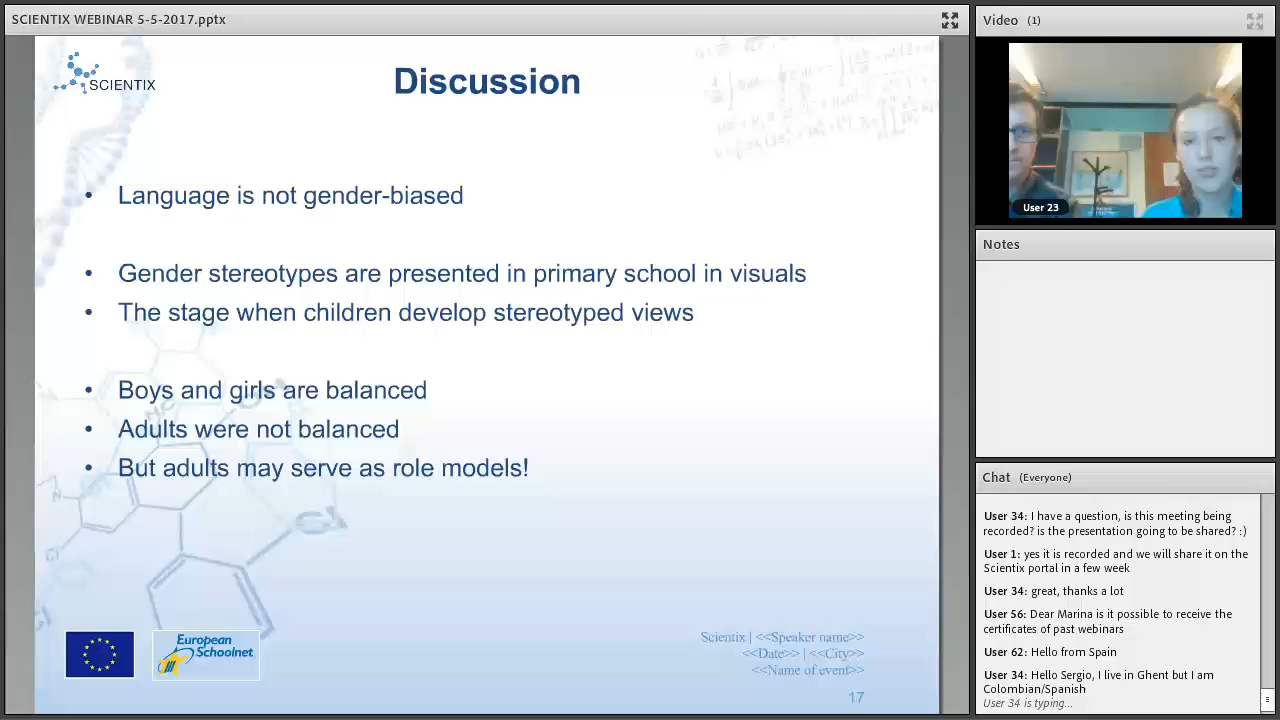 SCIENTIX WEBINAR 5-5-2017.pptx
SCIENTIX
Discussion
• Language is not gender-biased
• Gender stereotypes are presented in primary school in visuals
• The stage when children develop stereotyped views
• Boys and girls are balanced
• Adults were not balanced
• But adults may serve as role models!
European
Schoolnet
Scientix | <<Speaker name>>
<<Date>> | <<City>>
<<Name of event>>
17
Video (1)
User 23
Notes
Chat (Everyone)
User 34: I have a question, is this meeting being
recorded? is the presentation going to be shared? :)
User 1: yes it is recorded and we will share it on the
Scientix portal in a few week
User 34: great, thanks a lot
User 56: Dear Marina is it possible to receive the
certificates of past webinars
User 62: Hello from Spain
User 34: Hello Sergio, I live in Ghent but I am
Colombian/Spanish
User 34 is typing...